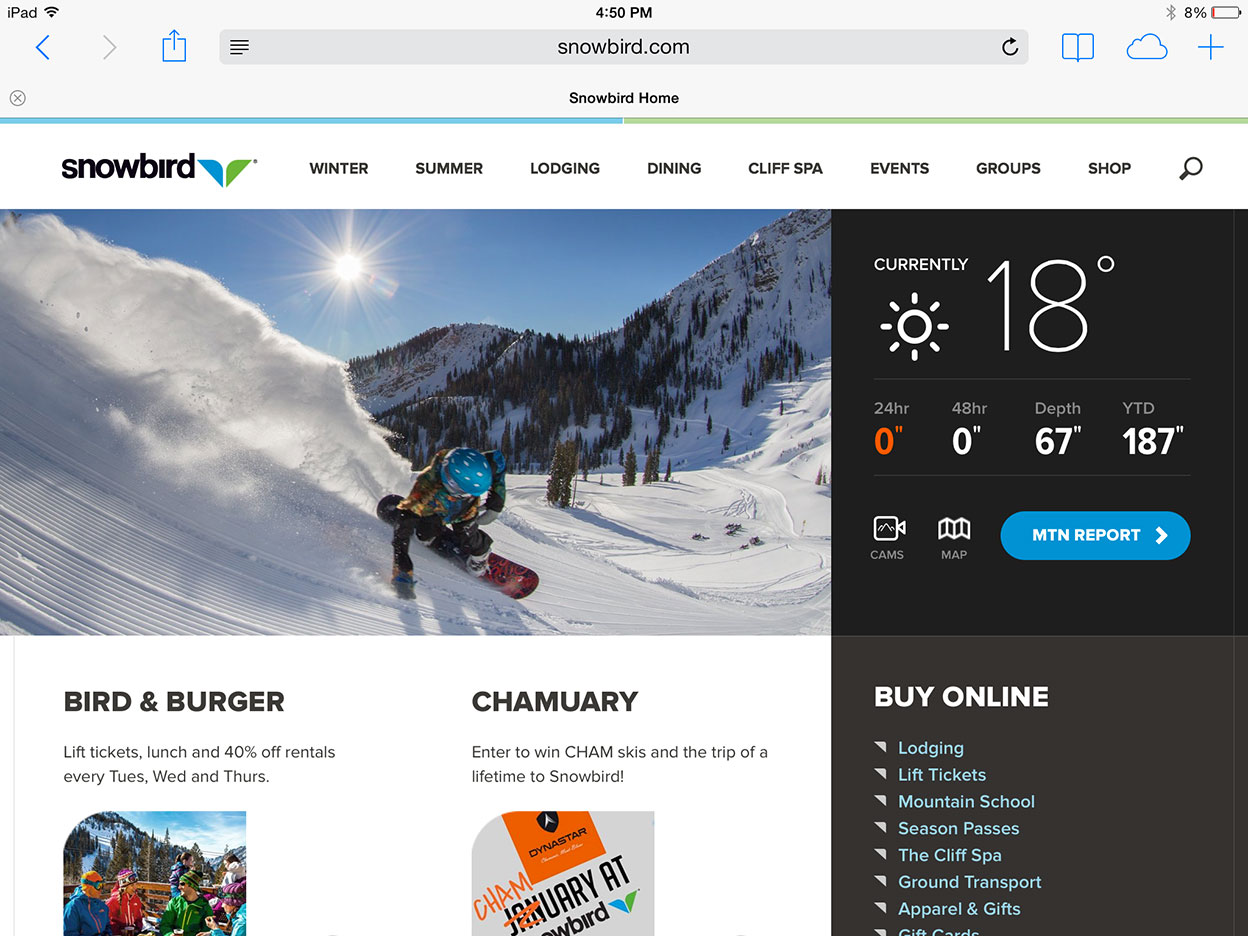 iPad
4:50 PM
8%
snowbird.com
Snowbird Home
snowbird
WINTER
SUMMER
LODGING
DINING
CLIFF SPA
EVENTS
GROUPS
SHOP
CURRENTLY
18°
24hr 48hr Depth YTD
0" 0" 67" 187"
CAMS
MAP
MTN REPORT
BIRD & BURGER
Lift tickets, lunch and 40% off rentals
every Tues, Wed and Thurs.
CHAMUARY
Enter to win CHAM skis and the trip of a
lifetime to Snowbird!
DYNASTAR
CHAM
JANUARY AT
snowbird
BUY ONLINE
Lodging
Lift Tickets
Mountain School
Season Passes
The Cliff Spa
Ground Transport
Apparel & Gifts
Gift Cards